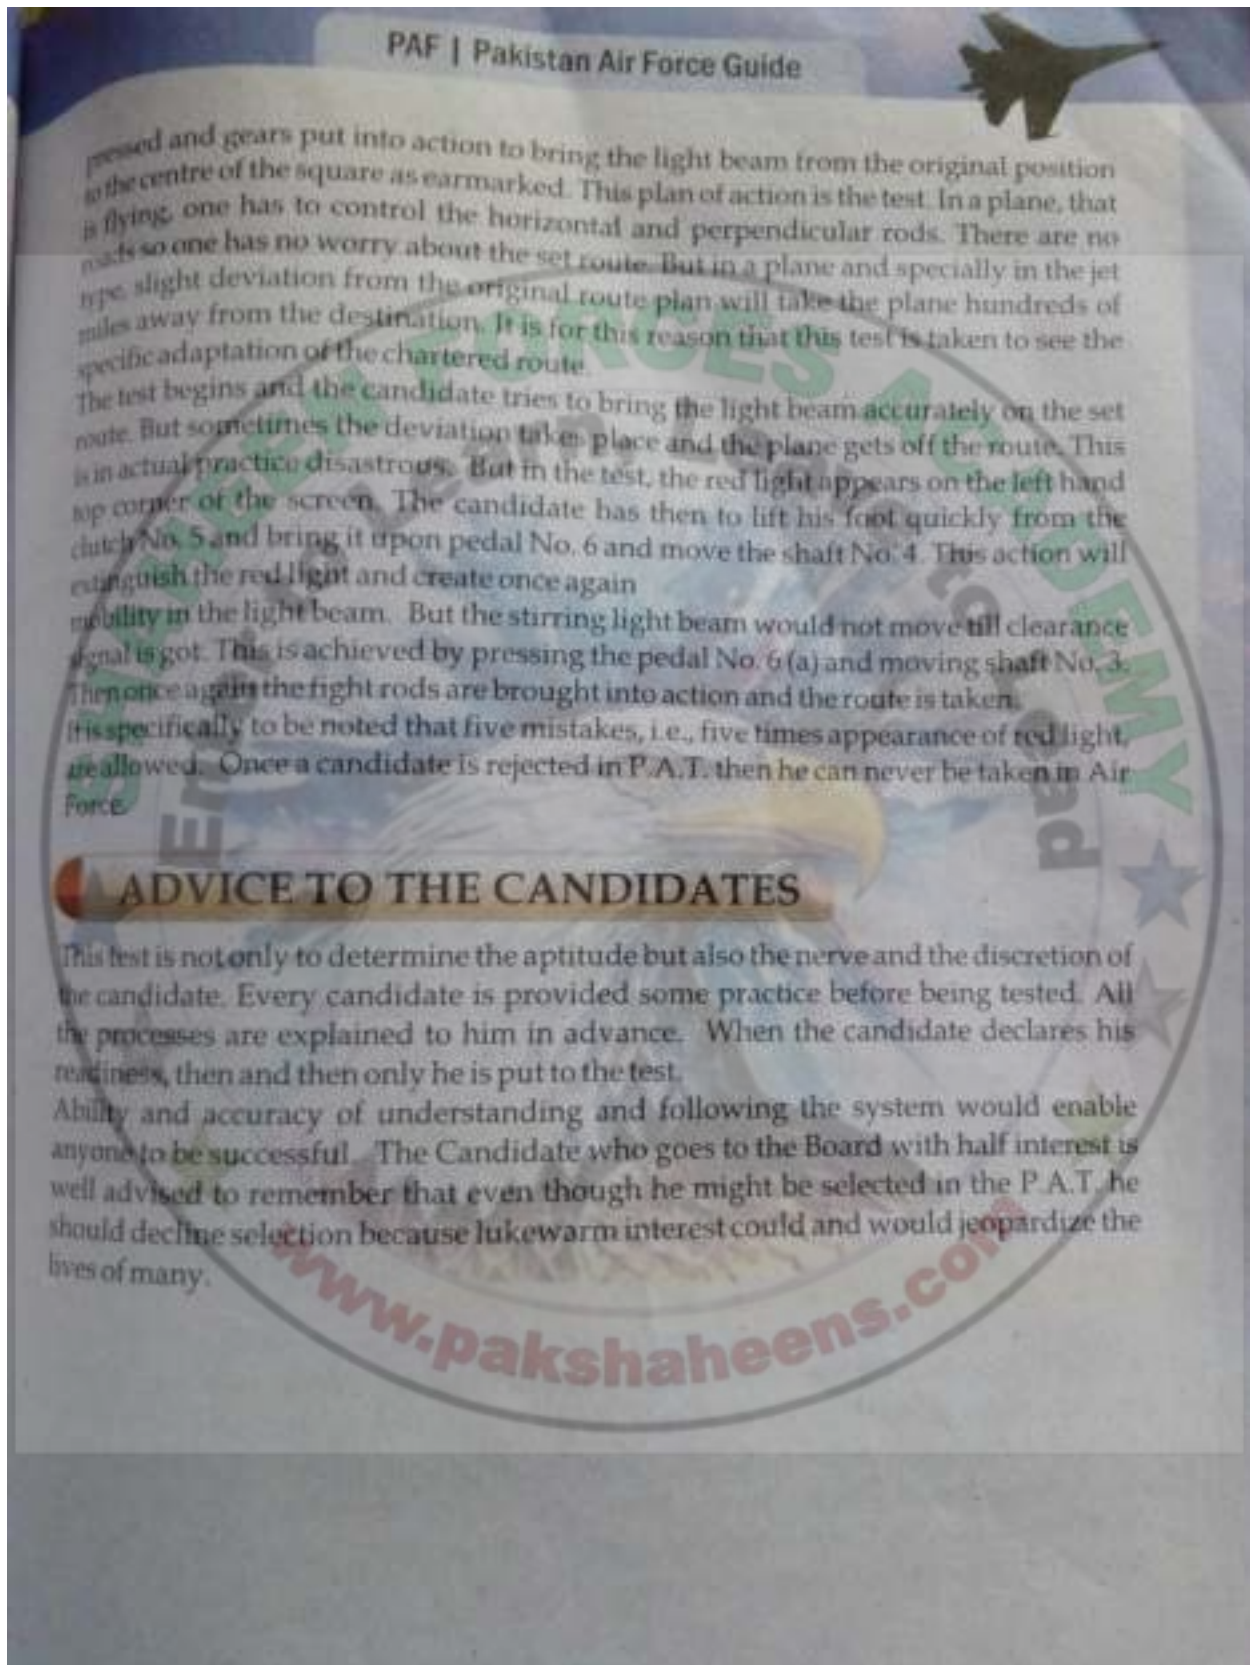 PAF | Pakistan Air Force Guide
pressed and gears put into action to bring the light beam from the original position
to the centre of the square as earmarked. This plan of action is the test. In a plane, that
is flying, one has to control the horizontal and perpendicular rods. There are no
roads so one has no worry about the set route. But in a plane and specially in the jet
type, slight deviation from the original route plan will take the plane hundreds of
miles away from the destination. It is for this reason that this test is taken to see the
specific adaptation of the chartered route.
The test begins and the candidate tries to bring the light beam accurately on the set
route. But sometimes the deviation takes place and the plane gets off the route. This
is in actual practice disastrous. But in the test, the red light appears on the left hand
top corner of the screen. The candidate has then to lift his foot quickly from the
clutch No. 5 and bring it upon pedal No. 6 and move the shaft No. 4. This action will
extinguish the red light and create once again
mobility in the light beam. But the stirring light beam would not move till clearance
signal is got. This is achieved by pressing the pedal No. 6 (a) and moving shaft No. 3.
Then once again the fight rods are brought into action and the route is taken.
It is specifically to be noted that five mistakes, i.e., five times appearance of red light,
are allowed. Once a candidate is rejected in P.A.T. then he can never be taken in Air
Force.
ADVICE TO THE CANDIDATES
This test is not only to determine the aptitude but also the nerve and the discretion of
the candidate. Every candidate is provided some practice before being tested. All
the processes are explained to him in advance. When the candidate declares his
readiness, then and then only he is put to the test.
Ability and accuracy of understanding and following the system would enable
anyone to be successful. The Candidate who goes to the Board with half interest is
well advised to remember that even though he might be selected in the P.A.T. he
should decline selection because lukewarm interest could and would jeopardize the
lives of many.
SHAHEEN FORCES ACADEMY
Enter to Learn, Leave to Lead
www.pakshaheens.com